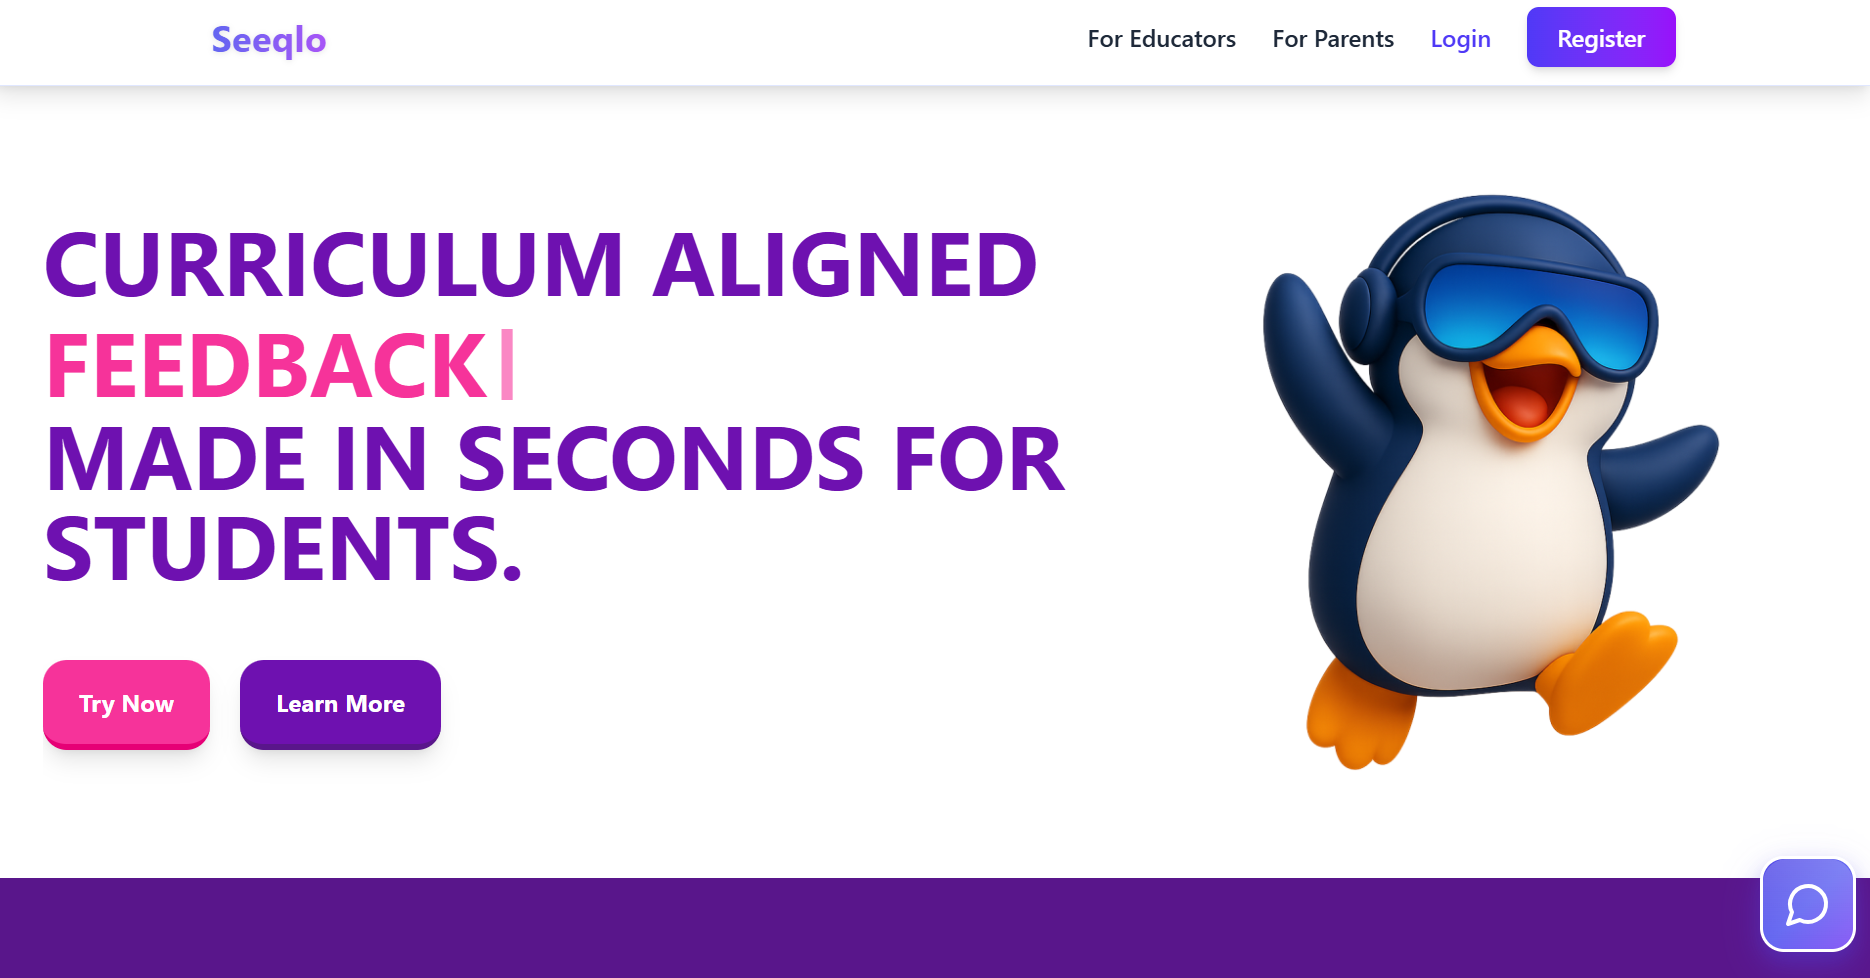 Seeqlo
For Educators
For Parents
Login
Register
CURRICULUM ALIGNED
FEEDBACK
MADE IN SECONDS FOR
STUDENTS.
Try Now
Learn More